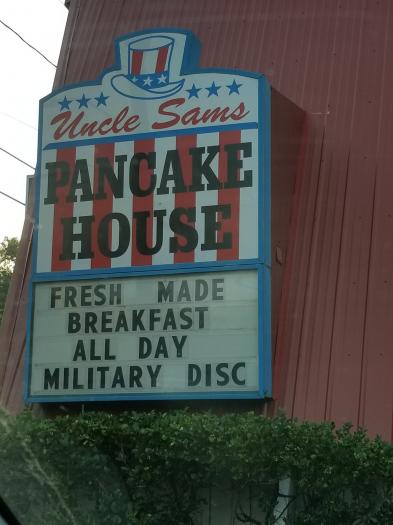 Uncle Sams
PANCAKE
HOUSE
FRESH MADE
BREAKFAST
ALL DAY
MILITARY DISC